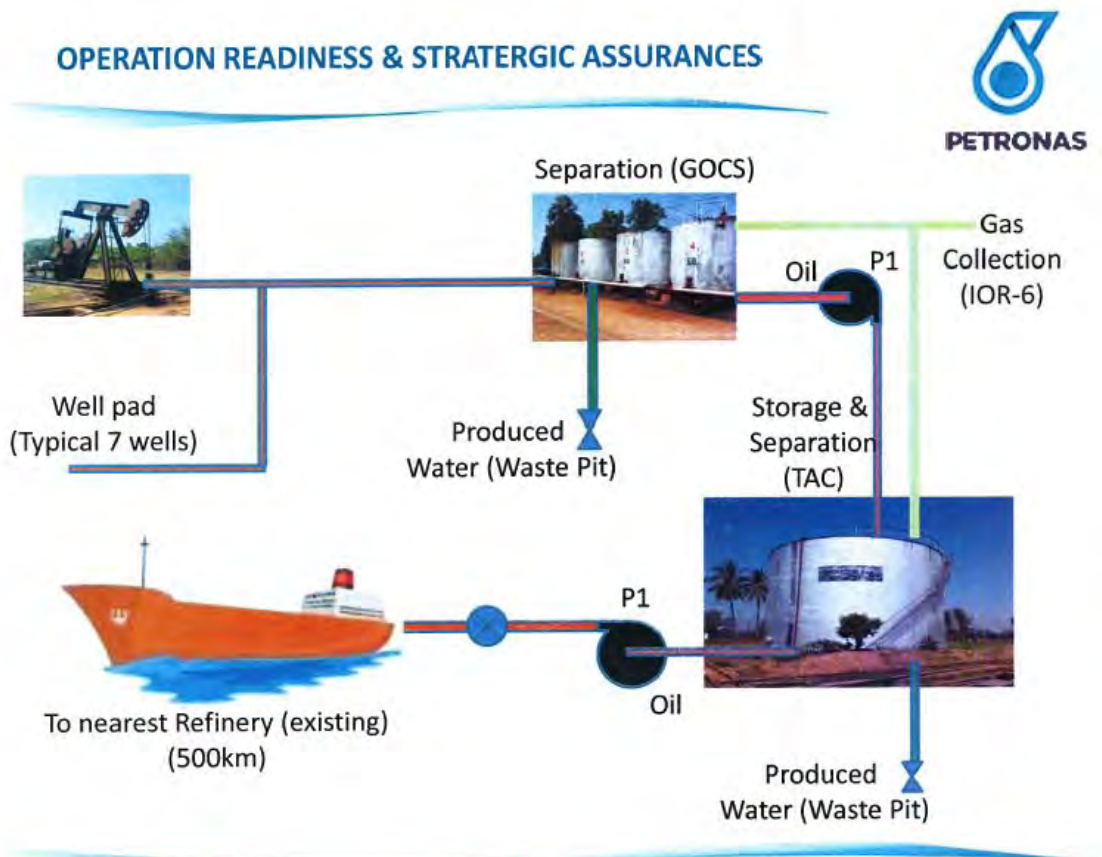 OPERATION READINESS & STRATERGIC ASSURANCES
PETRONAS
Separation (GOCS)
Gas
Collection
(IOR-6)
Oil
P1
Well pad
(Typical 7 wells)
Produced
Water (Waste Pit)
Storage &
Separation
(TAC)
P1
Oil
To nearest Refinery (existing)
(500km)
Produced
Water (Waste Pit)